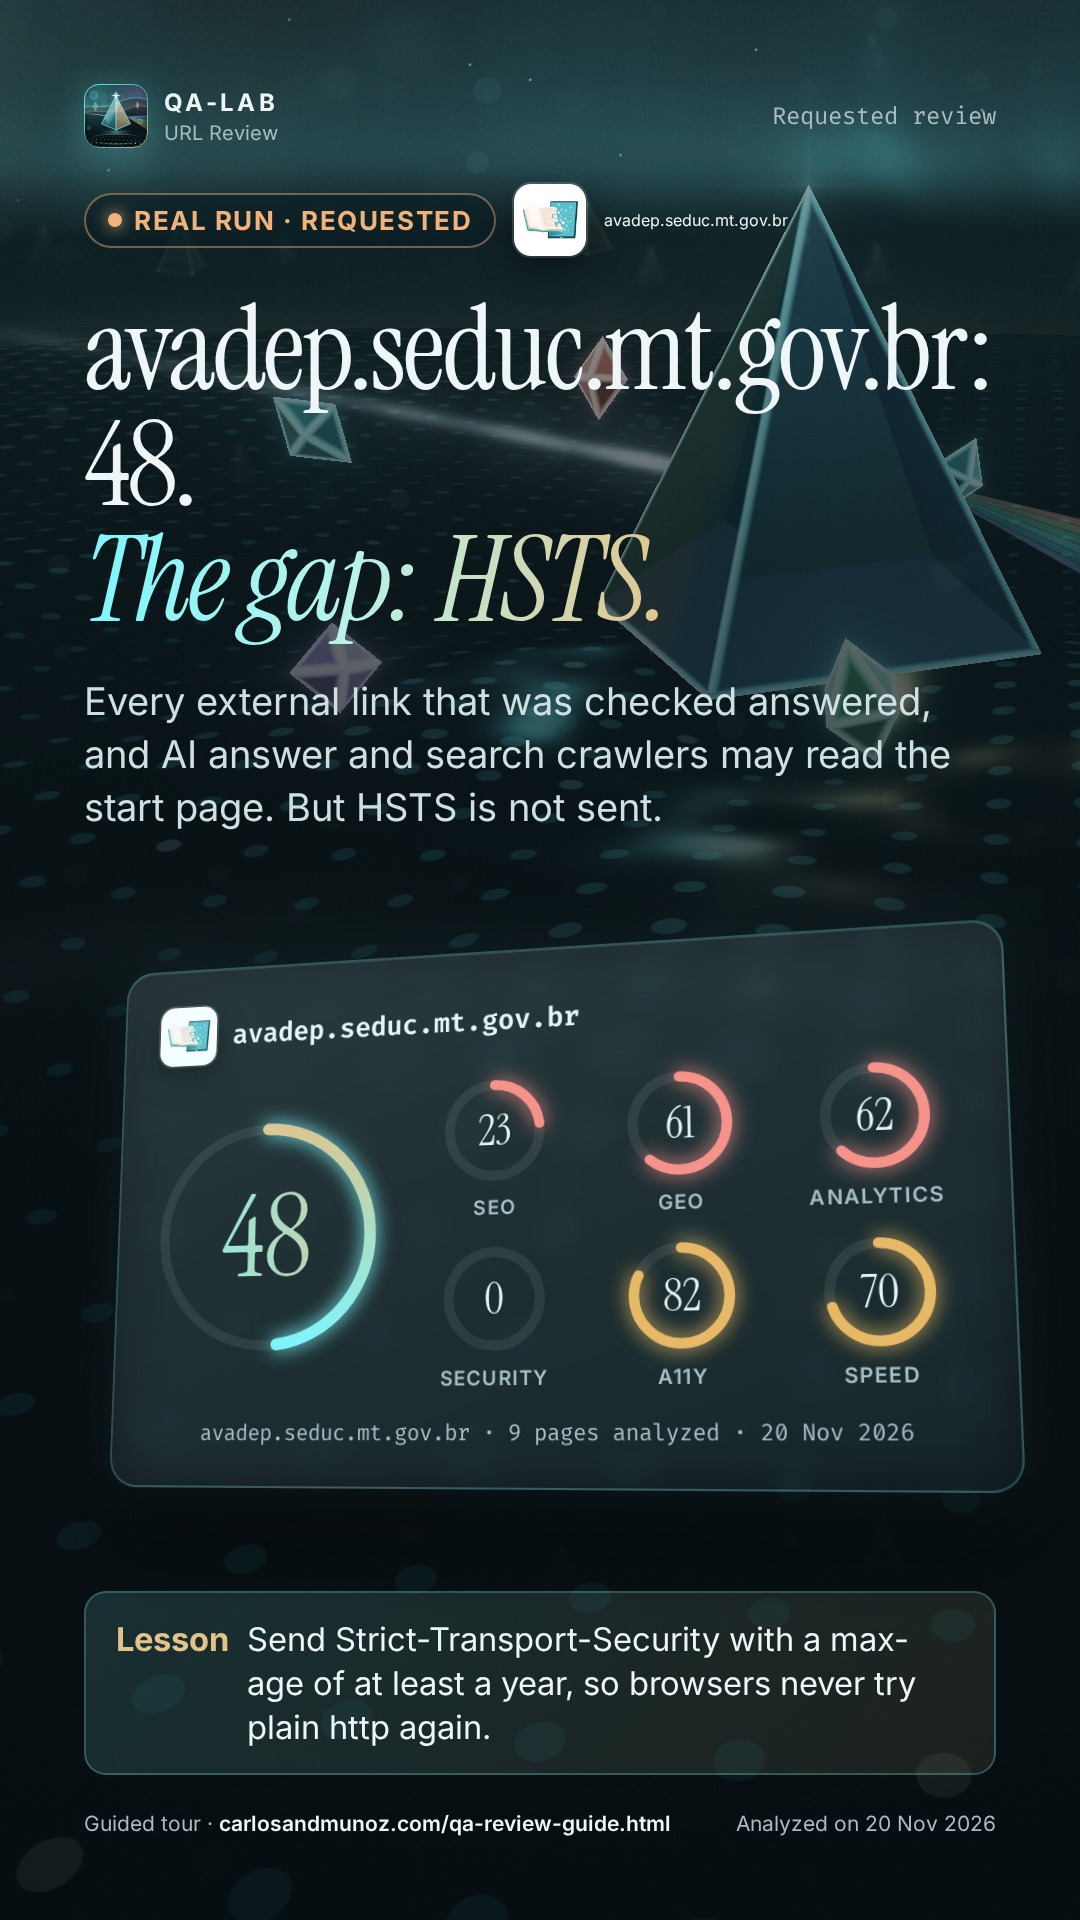 QA-LAB
URL Review
Requested review
REAL RUN · REQUESTED
avadep.seduc.mt.gov.br
avadep.seduc.mt.gov.br:
48.
The gap: HSTS.
Every external link that was checked answered,
and AI answer and search crawlers may read the
start page. But HSTS is not sent.
avadep.seduc.mt.gov.br
48
23
SEO
61
GEO
62
ANALYTICS
0
SECURITY
82
A11Y
70
SPEED
avadep.seduc.mt.gov.br · 9 pages analyzed · 20 Nov 2026
Lesson Send Strict-Transport-Security with a max-
age of at least a year, so browsers never try
plain http again.
Guided tour · carlosandmunoz.com/qa-review-guide.html
Analyzed on 20 Nov 2026